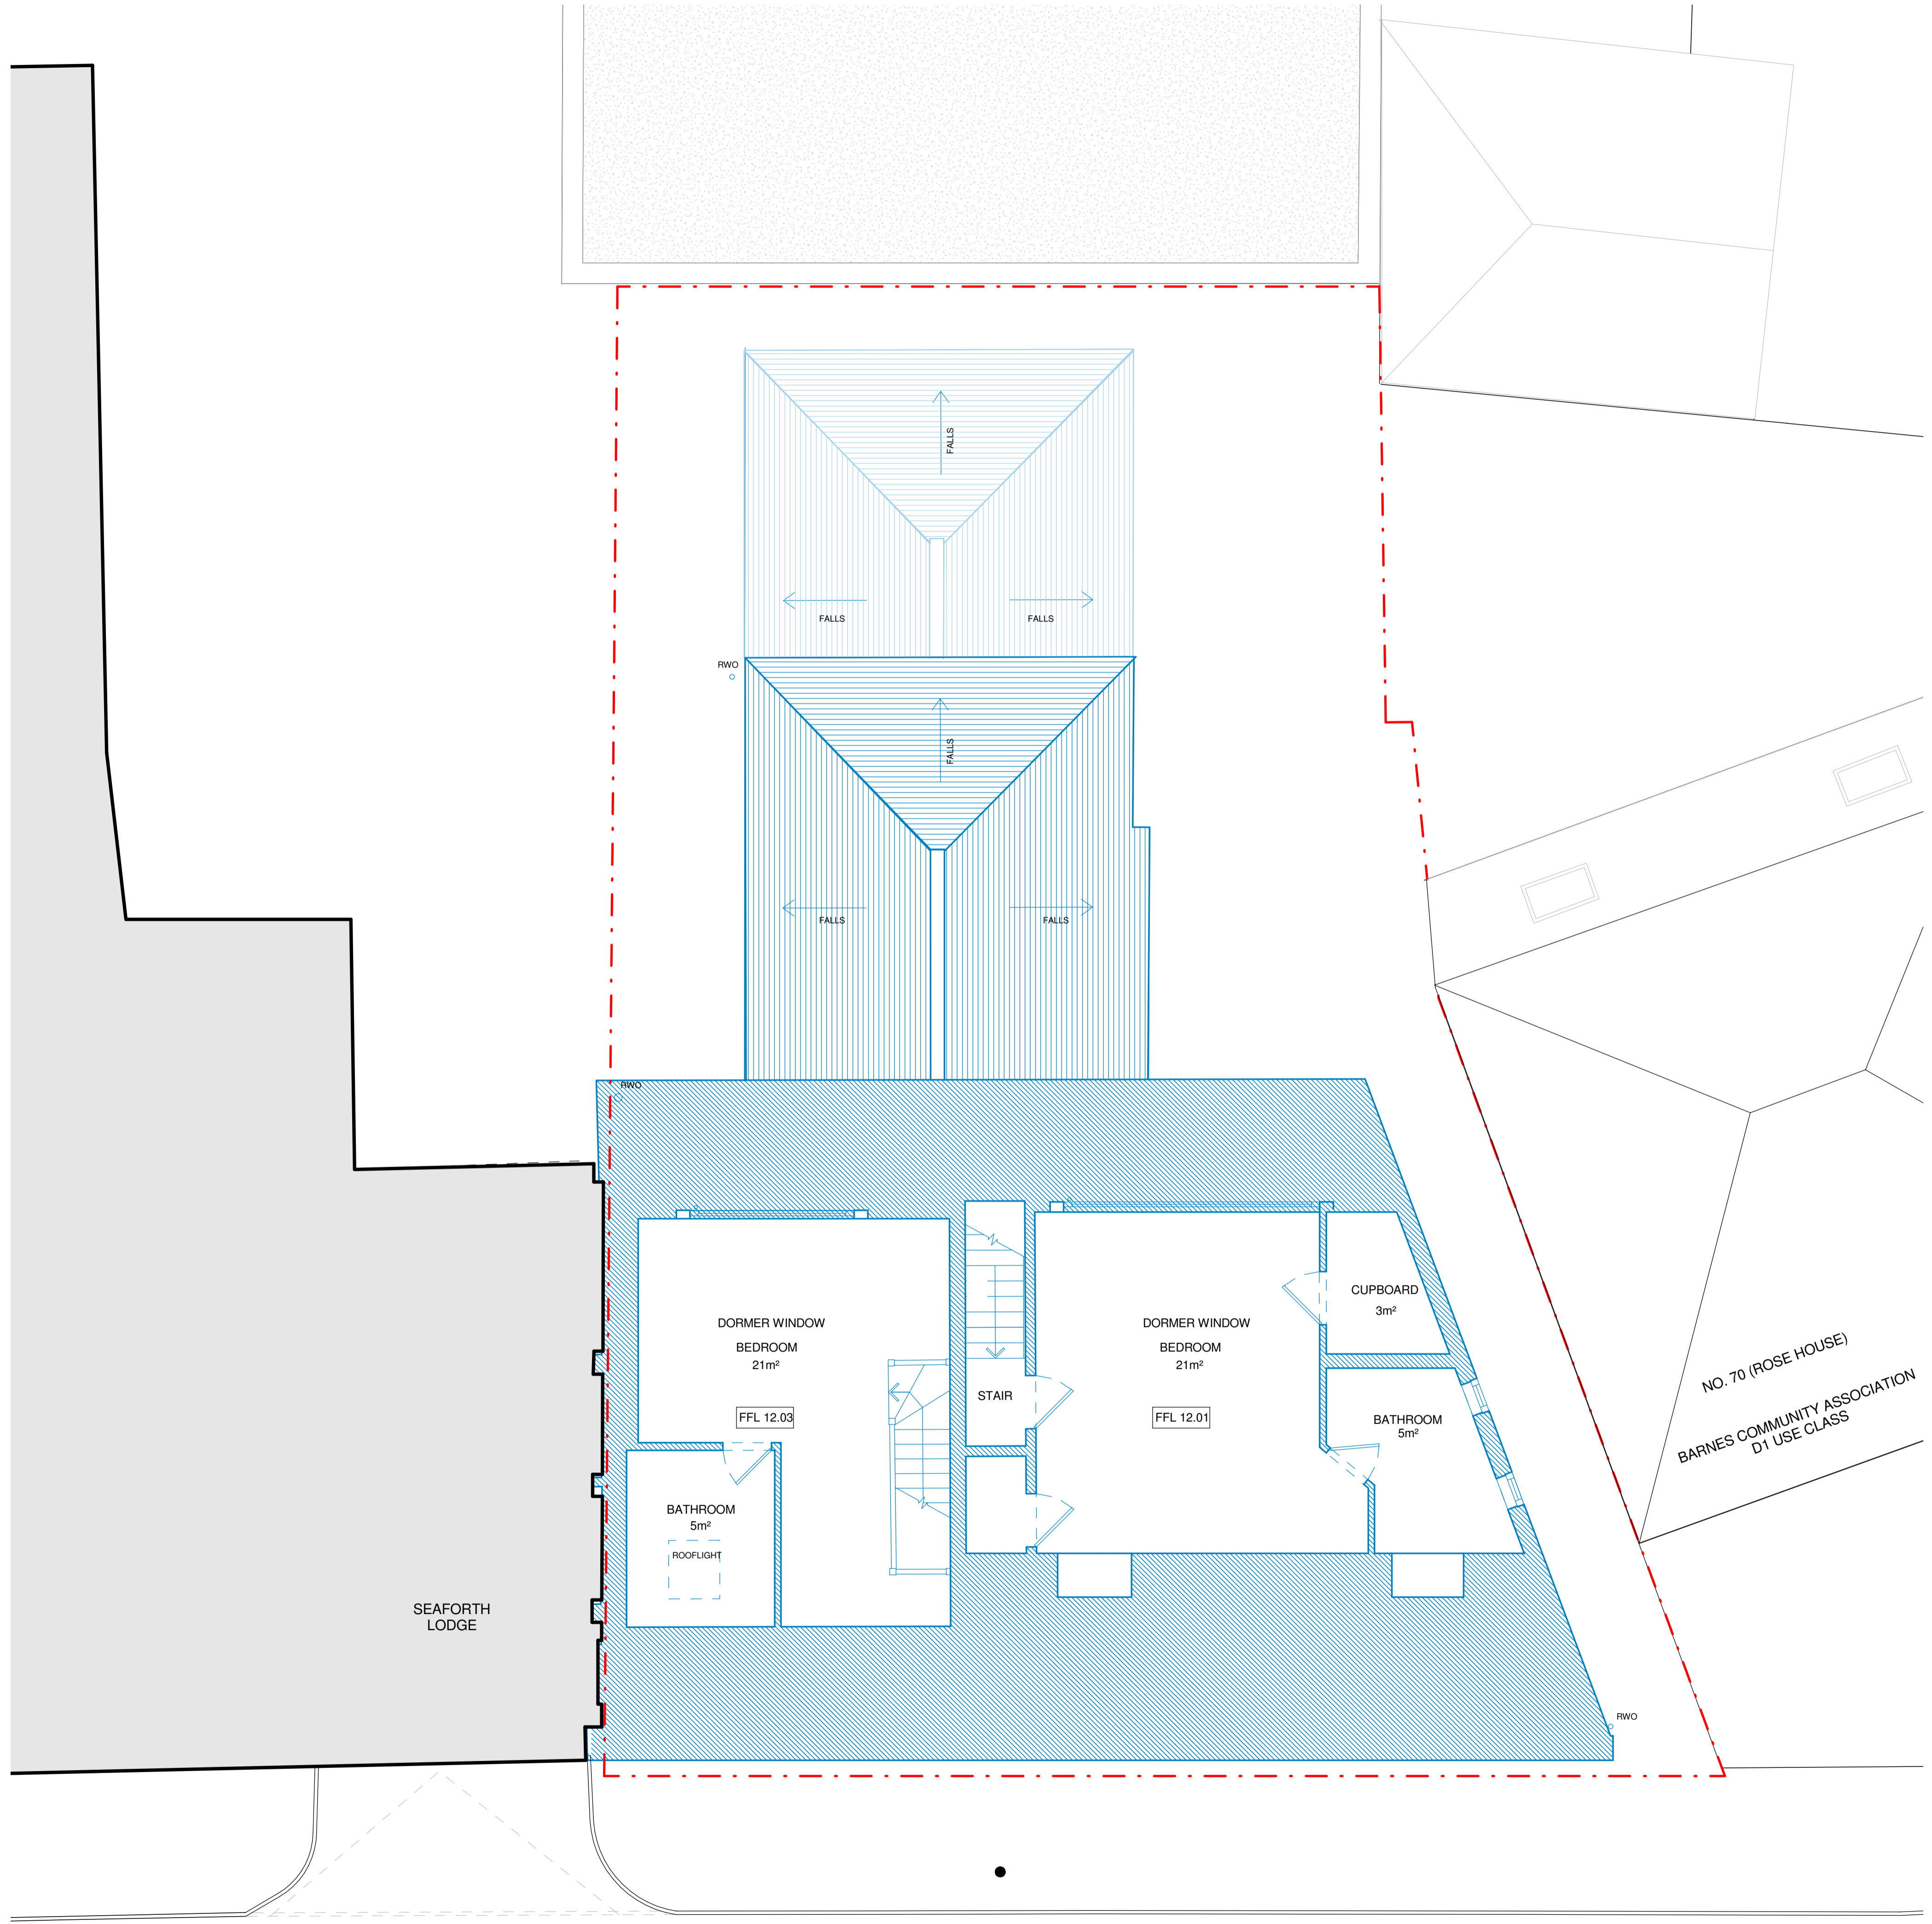 FALLS
FALLS
FALLS
RWO
FALLS
FALLS
FALLS
RWO
DORMER WINDOW
BEDROOM
21m²
FFL 12.03
BATHROOM
5m²
ROOFLIGHT
STAIR
DORMER WINDOW
BEDROOM
21m²
FFL 12.01
CUPBOARD
3m²
BATHROOM
5m²
NO. 70 (ROSE HOUSE)
BARNES COMMUNITY ASSOCIATION
D1 USE CLASS
SEAFORTH
LODGE
RWO